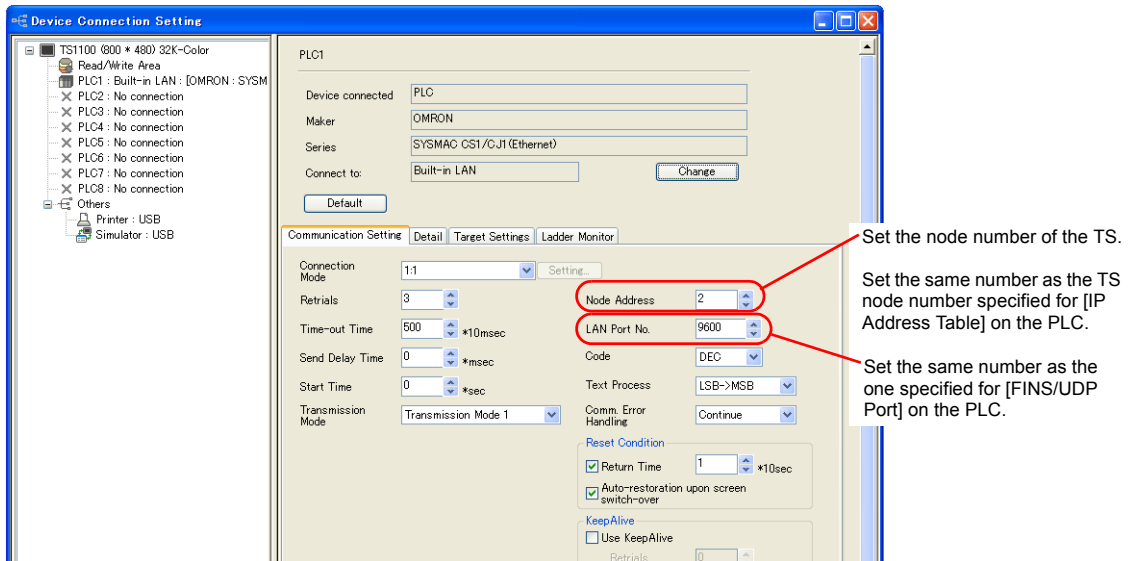 Device Connection Setting
TS1100 (800 * 480) 32K-Color
Read/Write Area
PLC1 : Built-in LAN : [OMRON : SYSM
PLC2 : No connection
PLC3 : No connection
PLC4 : No connection
PLC5 : No connection
PLC6 : No connection
PLC7 : No connection
PLC8 : No connection
Others
Printer : USB
Simulator : USB
PLC1
Device connected PLC
Maker OMRON
Series SYSMAC CS1/CJ1(Ethernet)
Connect to: Built-in LAN Change
Default
Communication Setting Detail Target Settings Ladder Monitor
Connection
Mode
1:1 Setting...
Retrials 3
Time-out Time 500 *10msec
Send Delay Time 0 *msec
Start Time 0 *sec
Transmission
Mode
Transmission Mode 1
Node Address 2
LAN Port No. 9600
Code DEC
Text Process LSB->MSB
Comm. Error
Handling
Continue
Reset Condition
Return Time 1 *10sec
Auto-restoration upon screen
switch-over
KeepAlive
Use KeepAlive
Retrials 0
Set the node number of the TS.
Set the same number as the TS
node number specified for [IP
Address Table] on the PLC.
Set the same number as the
one specified for [FINS/UDP
Port] on the PLC.